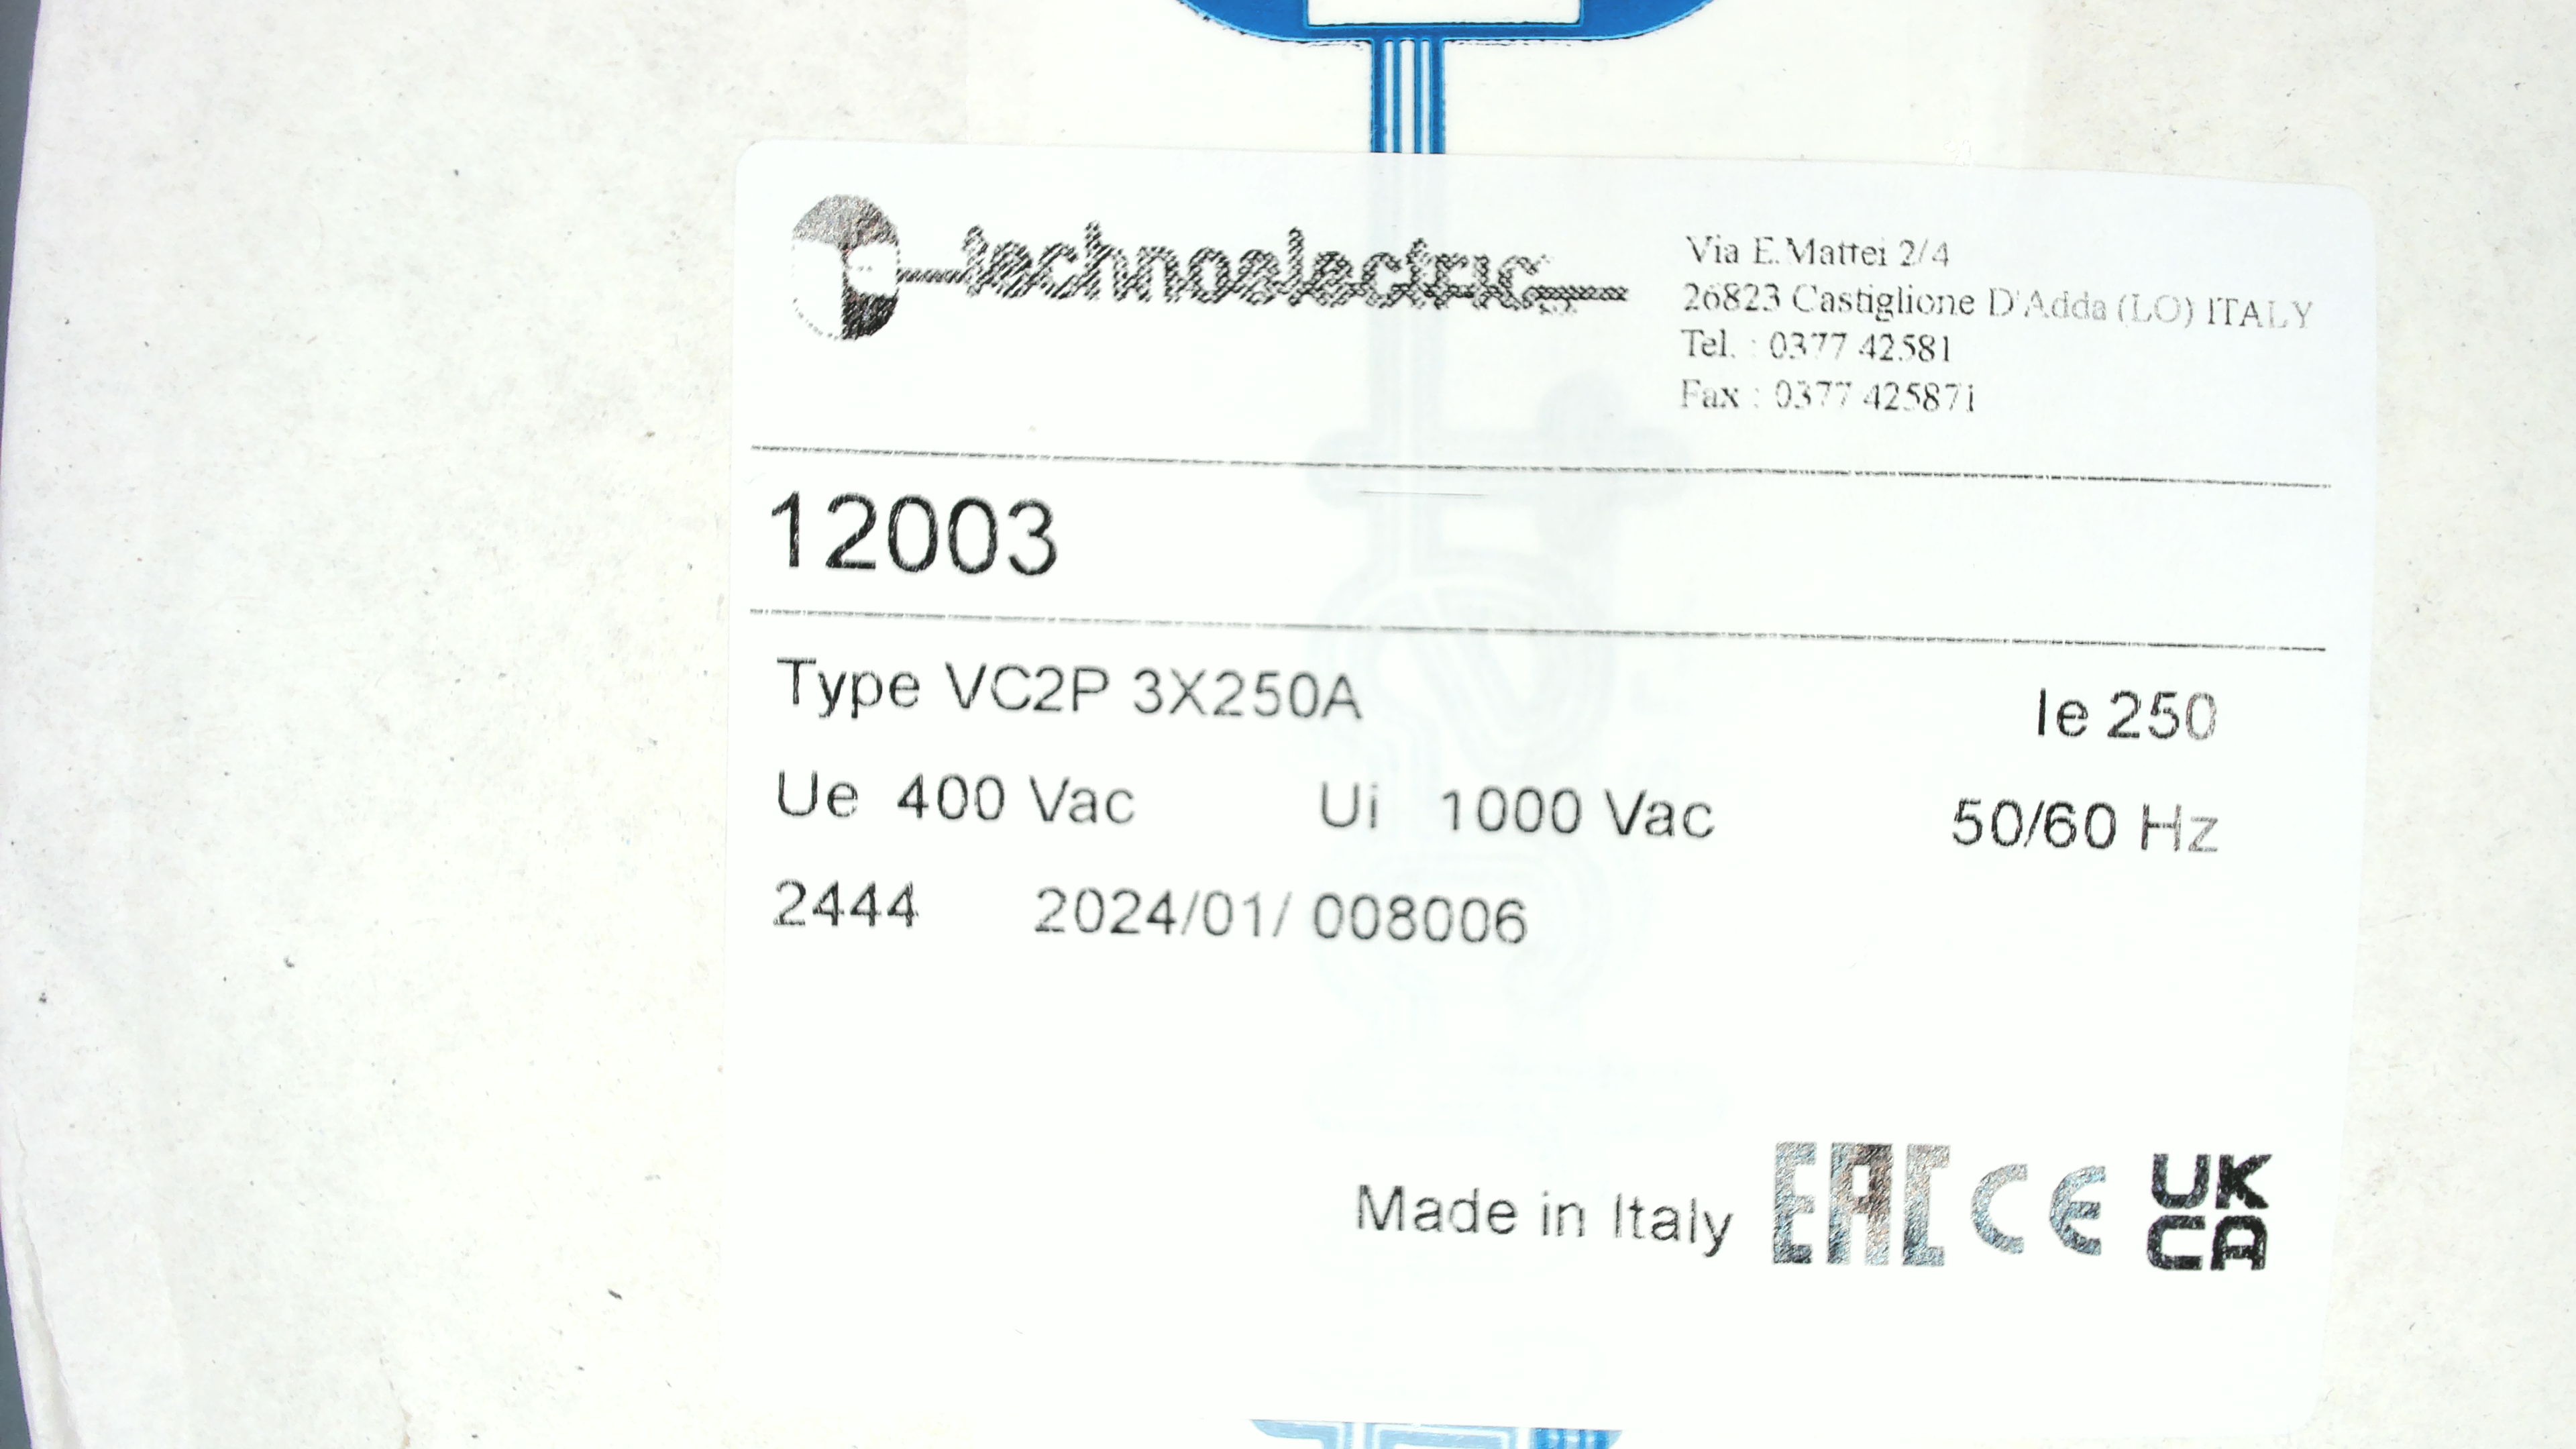 technoelectric
Via E. Mattei 2/4
26823 Castiglione D'Adda (LO) ITALY
Tel. : 0377 42581
Fax : 0377 425871
12003
Type VC2P 3X250A
Ie 250
Ue 400 Vac Ui 1000 Vac 50/60 Hz
2444 2024/01/ 008006
Made in Italy EAC CE UK
CA